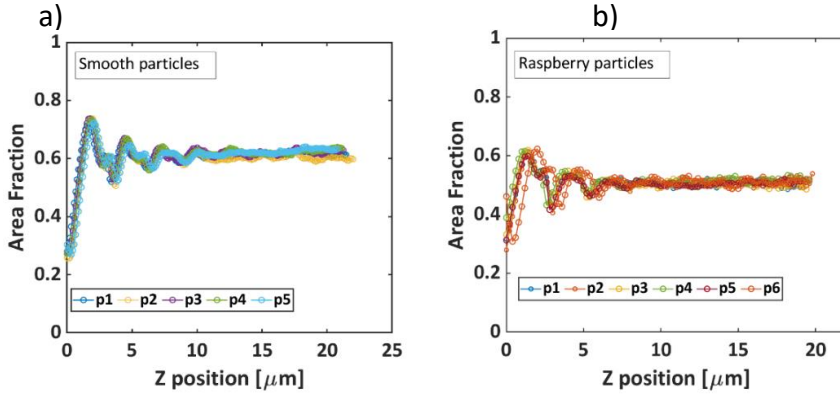 a)
1
0.8
0.6
0.4
0.2
0
Area Fraction
Smooth particles
p1 p2 p3 p4 p5
0 5 10 15 20 25
Z position [μm]
b)
1
0.8
0.6
0.4
0.2
0
Area Fraction
Raspberry particles
p1 p2 p3 p4 p5 p6
0 5 10 15 20
Z position [μm]